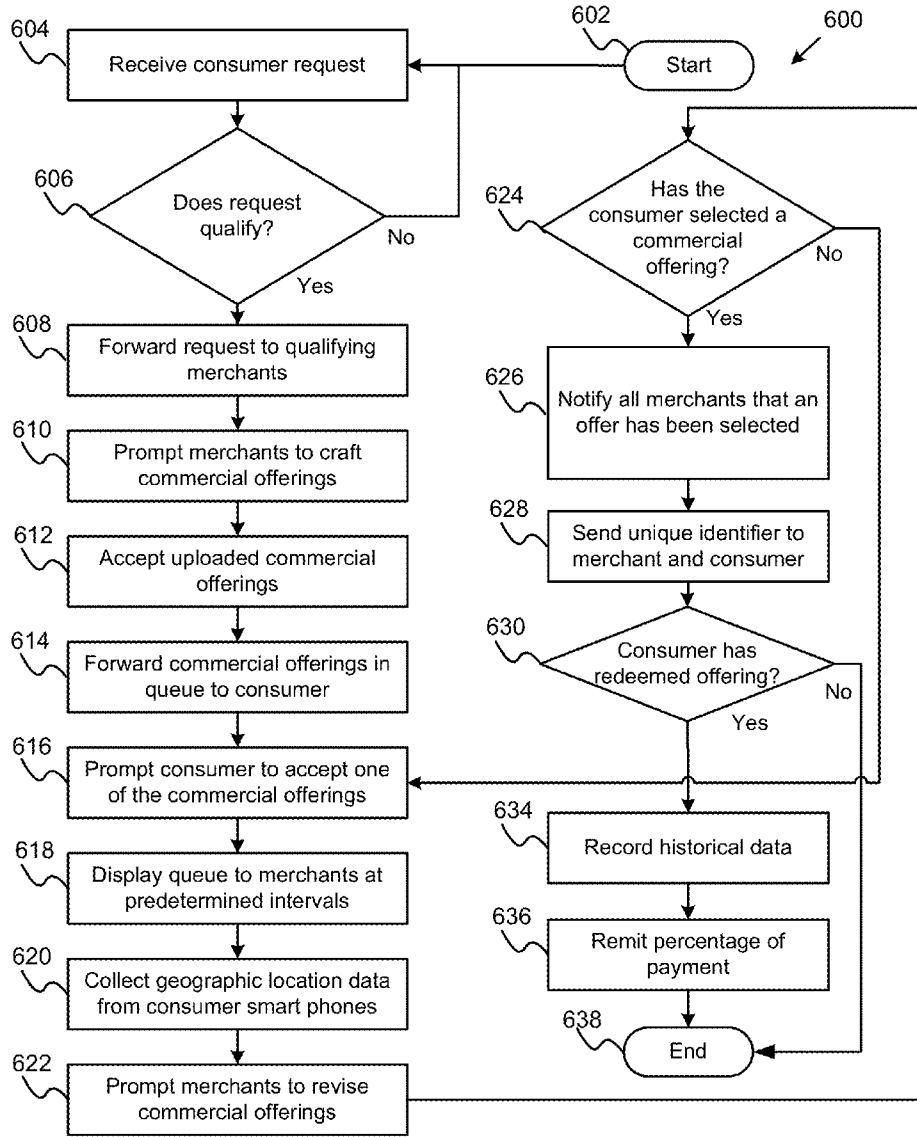 602
Start
600
604
Receive consumer request
606
Does request
qualify?
No
Yes
608
Forward request to qualifying
merchants
610
Prompt merchants to craft
commercial offerings
612
Accept uploaded commercial
offerings
614
Forward commercial offerings in
queue to consumer
616
Prompt consumer to accept one
of the commercial offerings
618
Display queue to merchants at
predetermined intervals
620
Collect geographic location data
from consumer smart phones
622
Prompt merchants to revise
commercial offerings
624
Has the
consumer selected a
commercial
offering?
No
Yes
626
Notify all merchants that an
offer has been selected
628
Send unique identifier to
merchant and consumer
630
Consumer has
redeemed offering?
No
Yes
634
Record historical data
636
Remit percentage of
payment
638
End